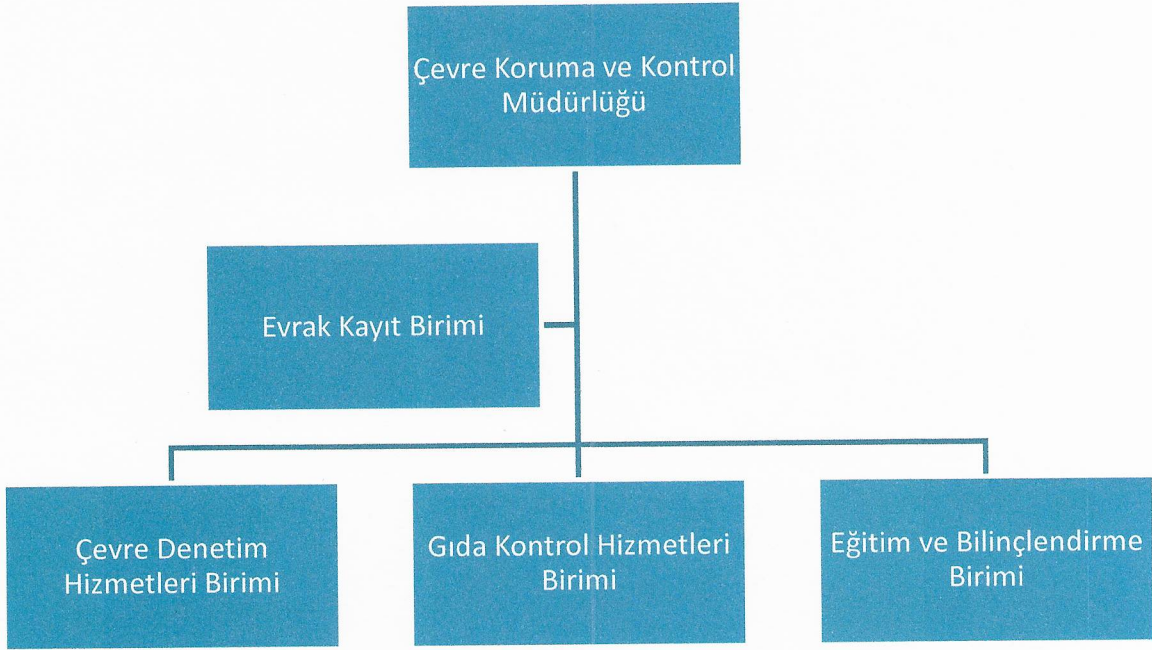 Çevre Koruma ve Kontrol
Müdürlüğü
Evrak Kayıt Birimi
Çevre Denetim
Hizmetleri Birimi
Gıda Kontrol Hizmetleri
Birimi
Eğitim ve Bilinçlendirme
Birimi